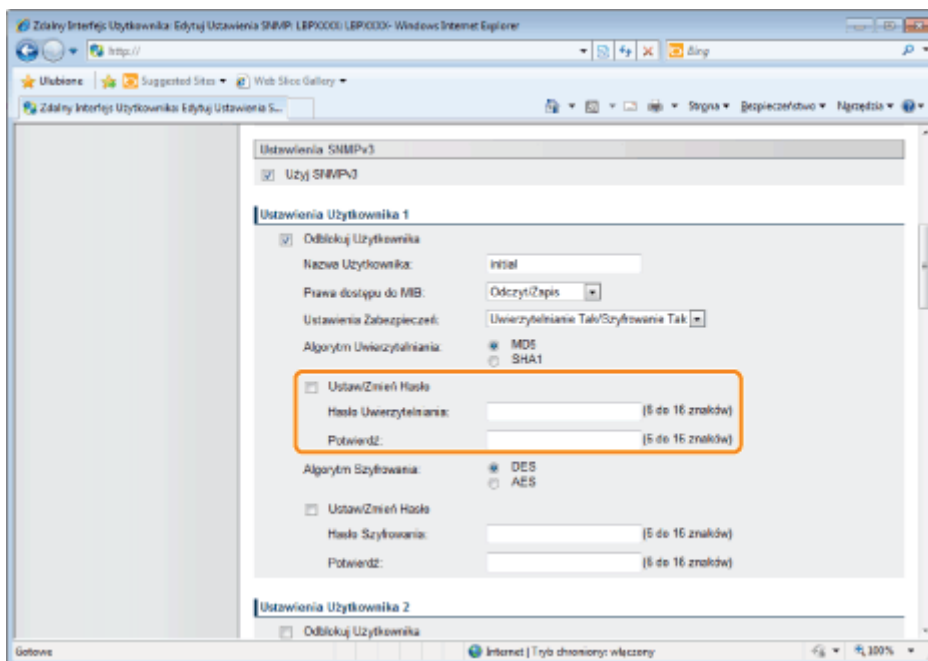 Zdalny Interfejs Użytkownika: Edytuj Ustawienia SNMP: LBPXXXX: LBPXXXX- Windows Internet Explorer
http://
Bing
Ulubione Suggested Sites Web Slice Gallery
Zdalny Interfejs Użytkownika: Edytuj Ustawienia S...
Strona Bezpieczeństwo Narzędzia
Ustawienia SNMPv3
Użyj SNMPv3
Ustawienia Użytkownika 1
Odblokuj Użytkownika
Nazwa Użytkownika: initial
Prawa dostępu do MIB: Odczyt/Zapis
Ustawienia Zabezpieczeń: Uwierzytelnianie Tak/Szyfrowanie Tak
Algorytm Uwierzytelniania: MD5
SHA1
Ustaw/Zmień Hasło
Hasło Uwierzytelniania: (6 do 16 znaków)
Potwierdź: (6 do 16 znaków)
Algorytm Szyfrowania: DES
AES
Ustaw/Zmień Hasło
Hasło Szyfrowania: (6 do 16 znaków)
Potwierdź: (6 do 16 znaków)
Ustawienia Użytkownika 2
Odblokuj Użytkownika
Gotowe Internet | Tryb chroniony: włączony 100%